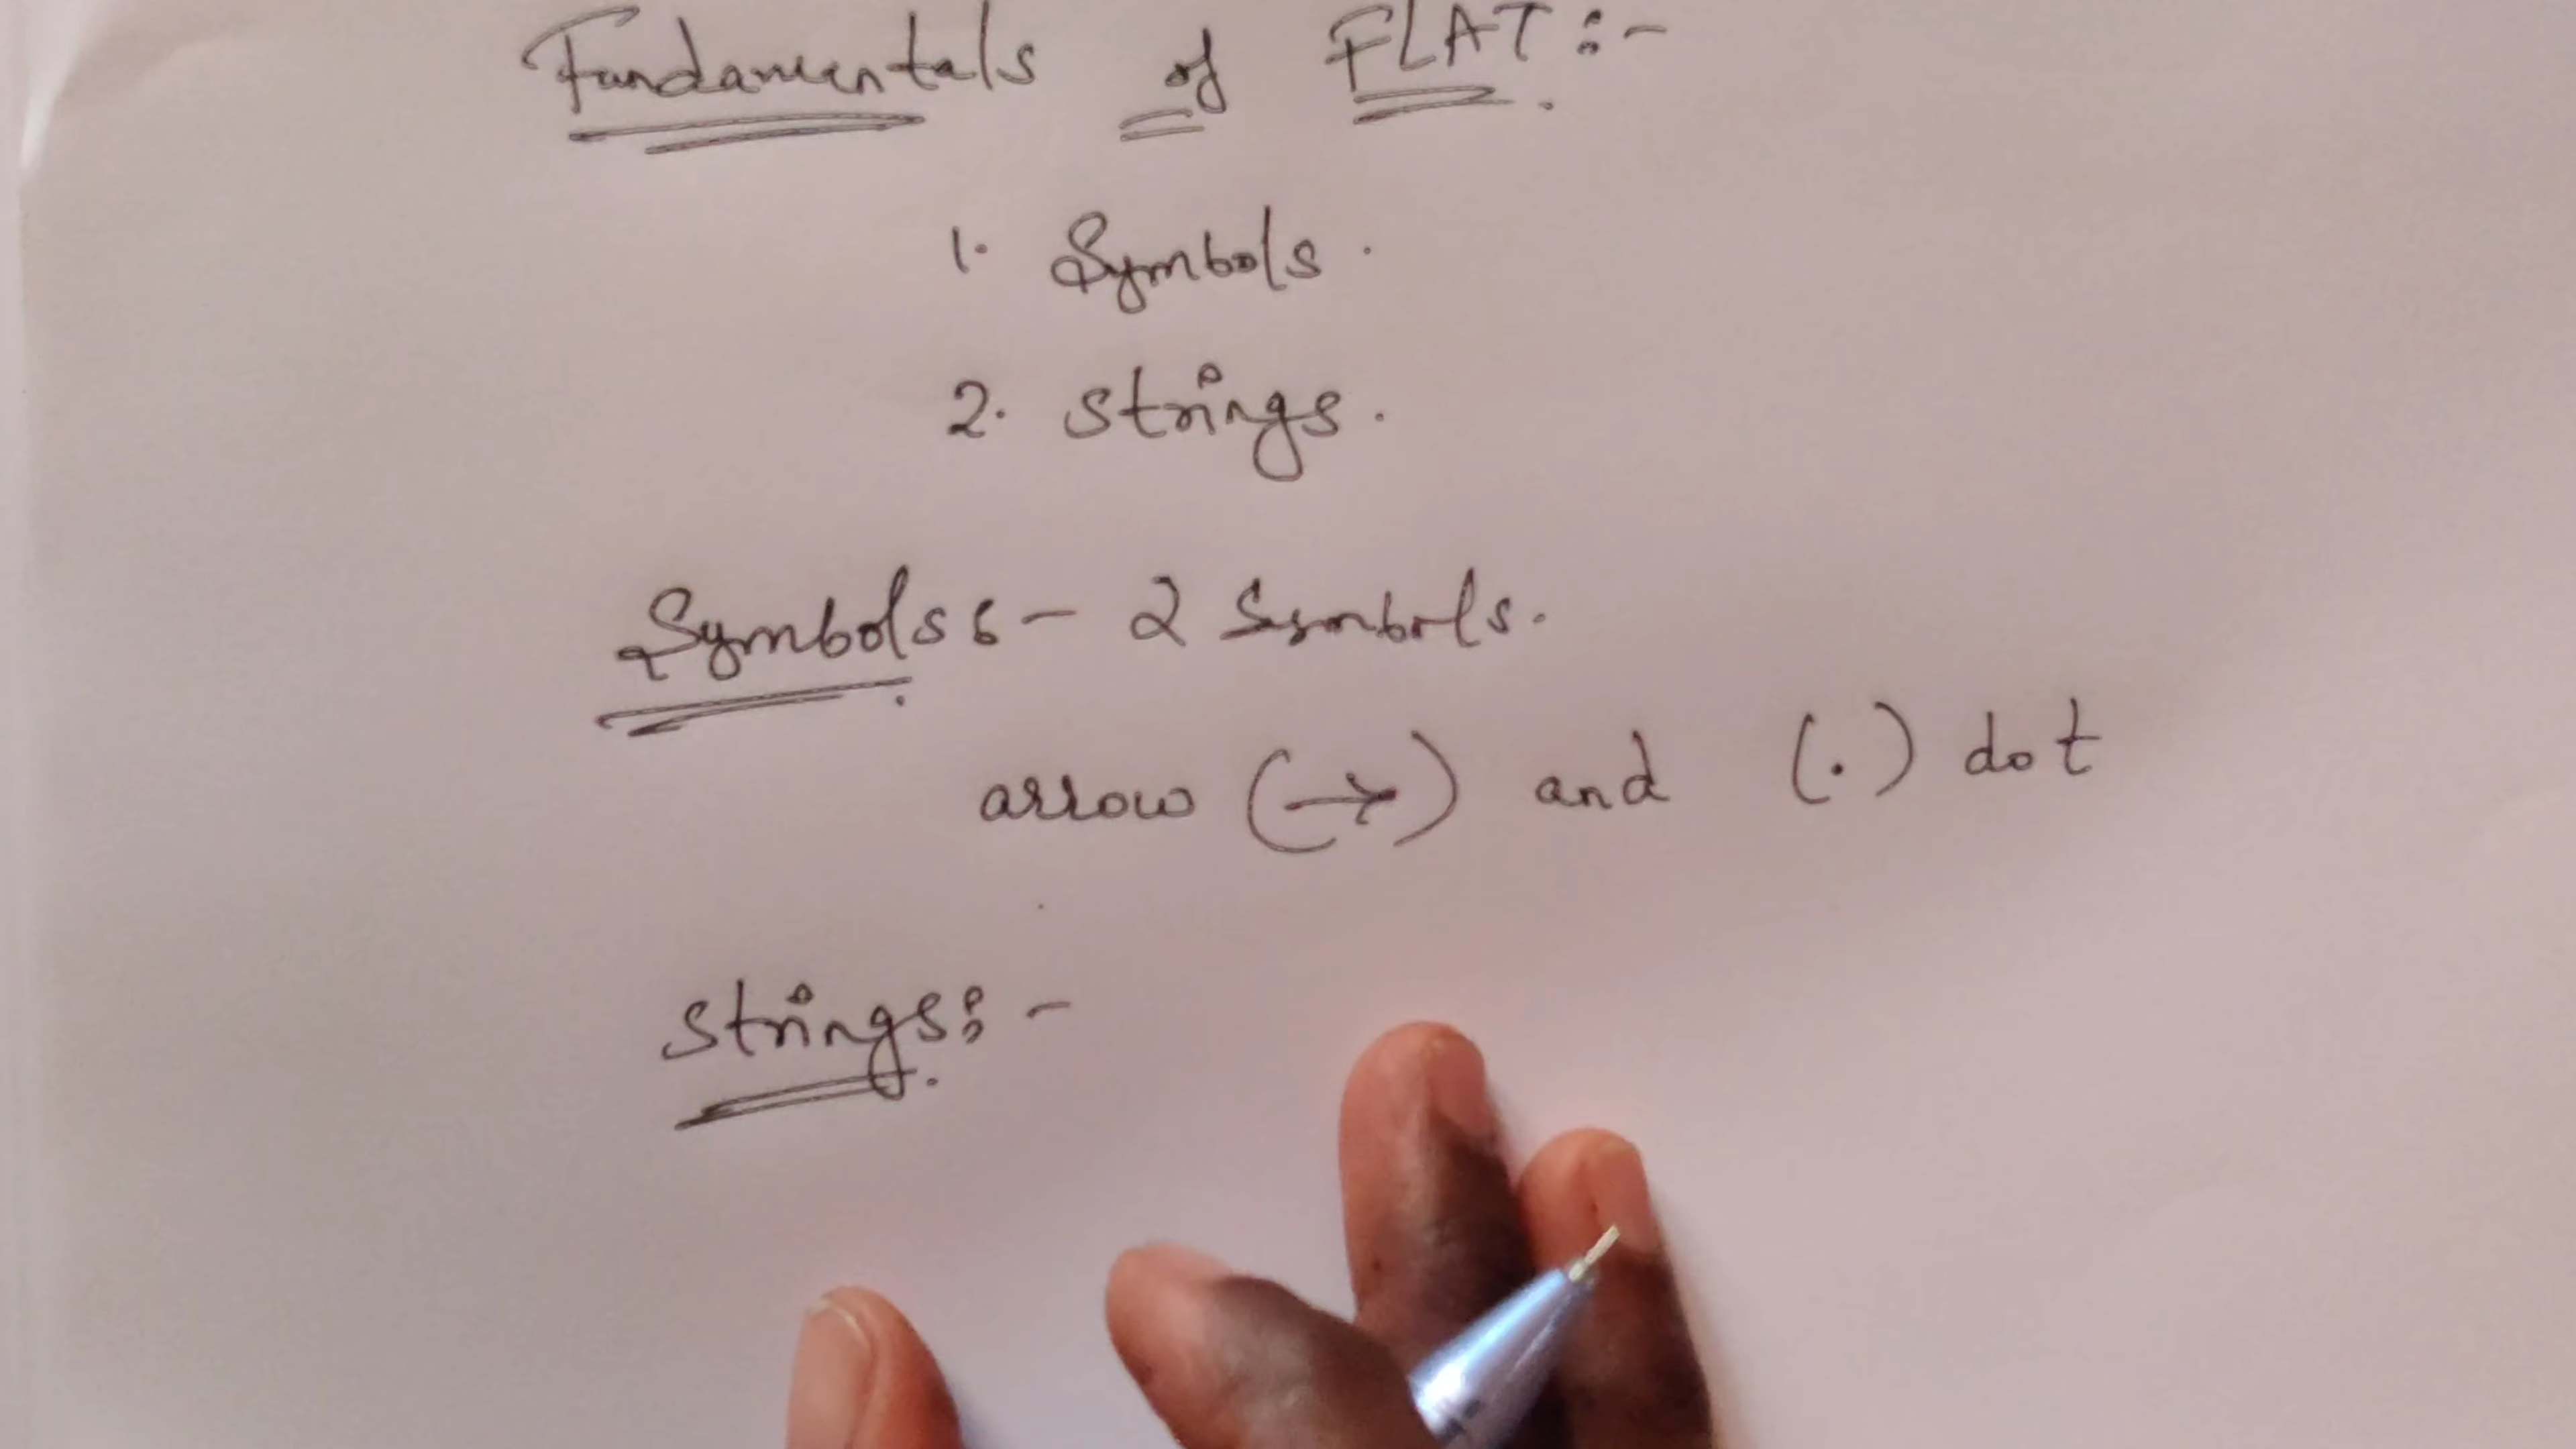 Fundamentals of FLAT :-
1. Symbols.
2. strings.
Symbols :- 2 Symbols.
arrow (→) and (.) dot
strings :-